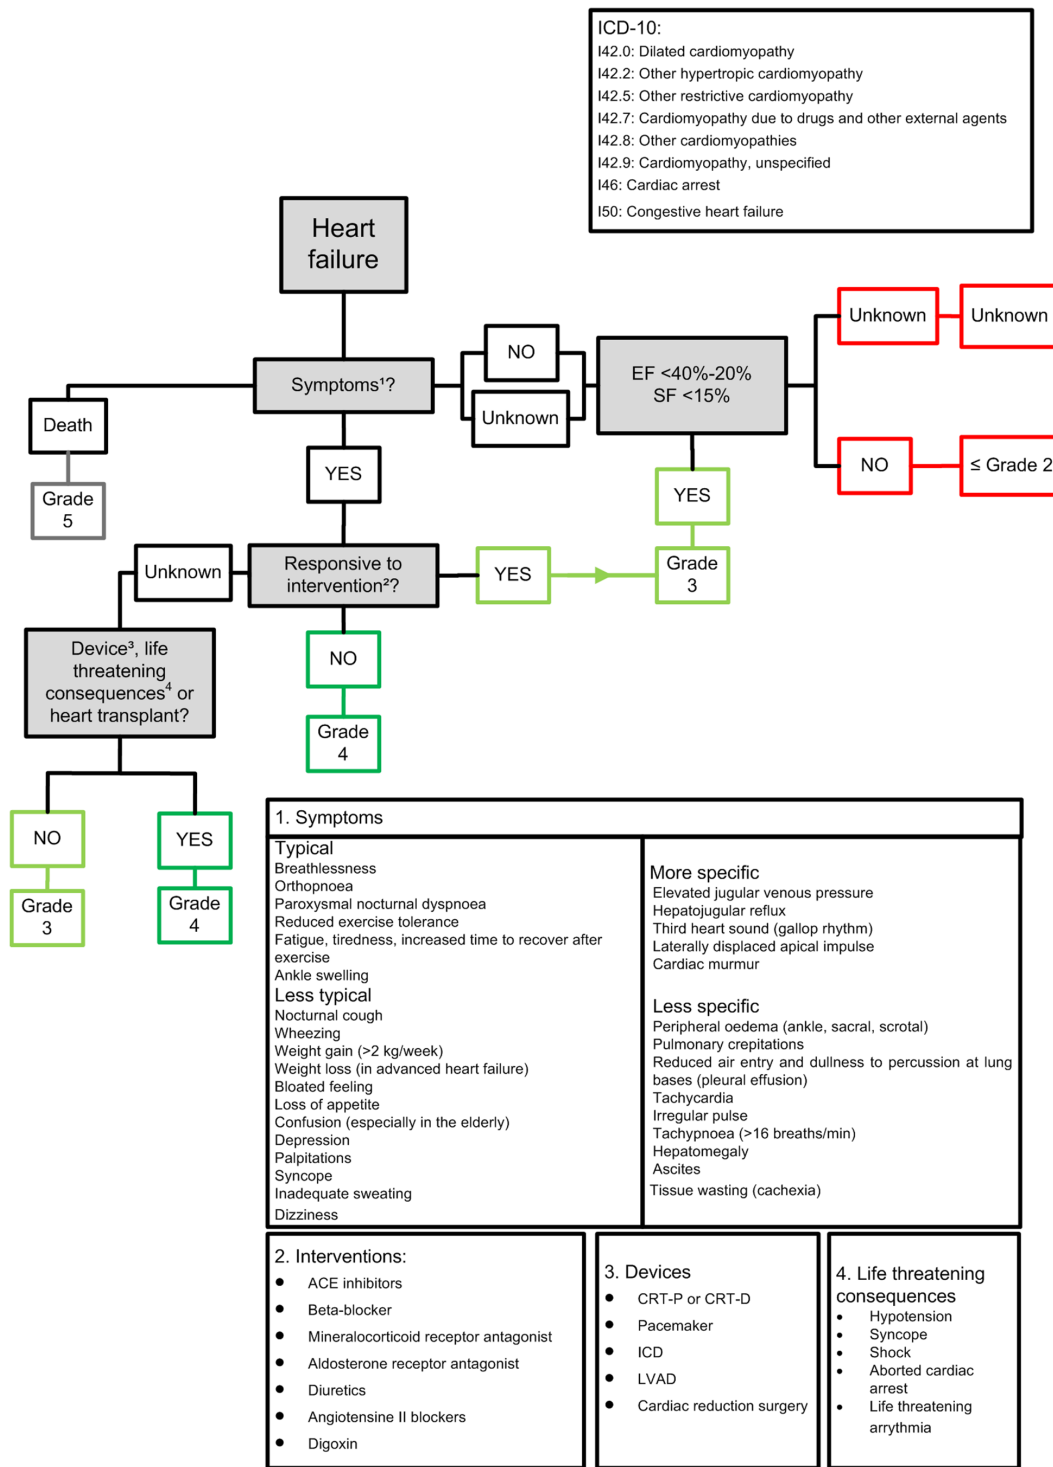 ICD-10:
I42.0: Dilated cardiomyopathy
I42.2: Other hypertropic cardiomyopathy
I42.5: Other restrictive cardiomyopathy
I42.7: Cardiomyopathy due to drugs and other external agents
I42.8: Other cardiomyopathies
I42.9: Cardiomyopathy, unspecified
I46: Cardiac arrest
I50: Congestive heart failure
Heart
failure
Symptoms¹?
NO
Unknown
EF <40%-20%
SF <15%
Unknown
Unknown
NO
≤ Grade 2
Death
Grade
5
YES
YES
Grade
3
Unknown
Responsive to
intervention²?
YES
NO
Grade
4
Device³, life
threatening
consequences⁴ or
heart transplant?
NO
Grade
3
YES
Grade
4
1. Symptoms
Typical
Breathlessness
Orthopnoea
Paroxysmal nocturnal dyspnoea
Reduced exercise tolerance
Fatigue, tiredness, increased time to recover after
exercise
Ankle swelling
Less typical
Nocturnal cough
Wheezing
Weight gain (>2 kg/week)
Weight loss (in advanced heart failure)
Bloated feeling
Loss of appetite
Confusion (especially in the elderly)
Depression
Palpitations
Syncope
Inadequate sweating
Dizziness
More specific
Elevated jugular venous pressure
Hepatojugular reflux
Third heart sound (gallop rhythm)
Laterally displaced apical impulse
Cardiac murmur
Less specific
Peripheral oedema (ankle, sacral, scrotal)
Pulmonary crepitations
Reduced air entry and dullness to percussion at lung
bases (pleural effusion)
Tachycardia
Irregular pulse
Tachypnoea (>16 breaths/min)
Hepatomegaly
Ascites
Tissue wasting (cachexia)
2. Interventions:
● ACE inhibitors
● Beta-blocker
● Mineralocorticoid receptor antagonist
● Aldosterone receptor antagonist
● Diuretics
● Angiotensine II blockers
● Digoxin
3. Devices
● CRT-P or CRT-D
● Pacemaker
● ICD
● LVAD
● Cardiac reduction surgery
4. Life threatening
consequences
• Hypotension
• Syncope
• Shock
• Aborted cardiac
arrest
• Life threatening
arrythmia